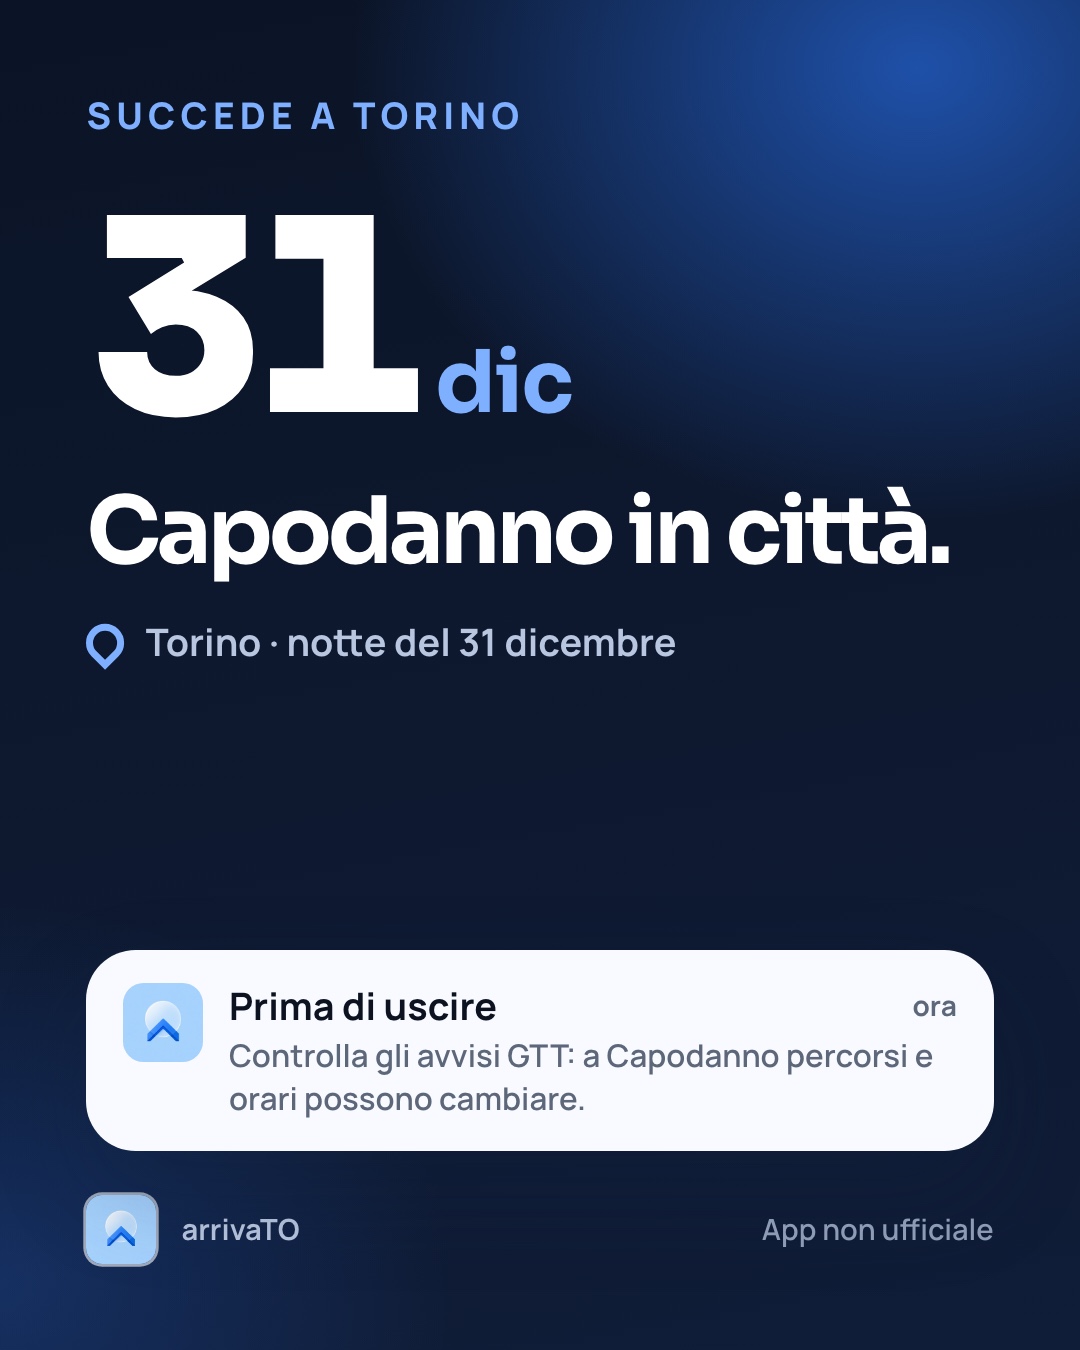 SUCCEDE A TORINO
31 dic
Capodanno in città.
Torino · notte del 31 dicembre
Prima di uscire
ora
Controlla gli avvisi GTT: a Capodanno percorsi e
orari possono cambiare.
arrivaTO
App non ufficiale